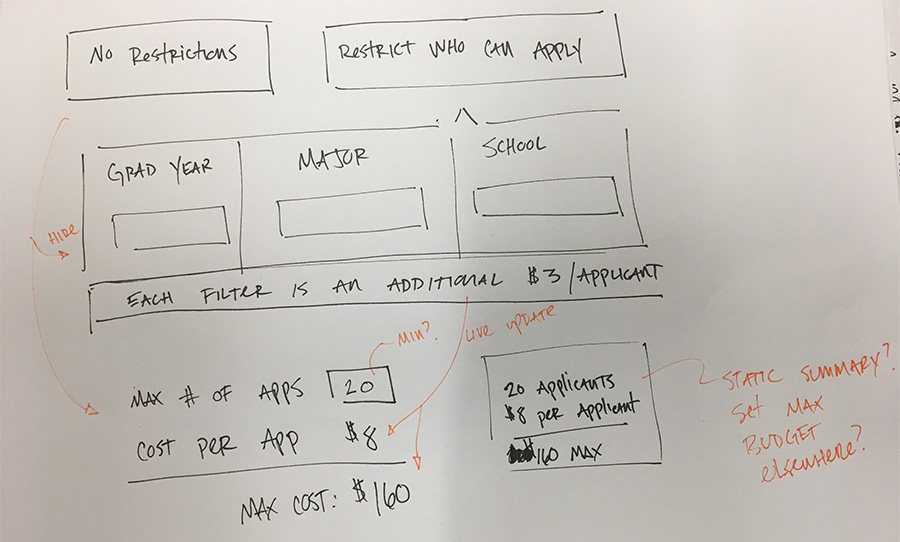 No Restrictions
Restrict who can apply
Grad Year
Major
School
Hide
Each filter is an additional $3/applicant
Live update
Min?
Max # of apps 20
Cost per app $8
Max cost: $160
20 Applicants
$8 per Applicant
160 Max
Static summary?
Set max
budget
elsewhere?